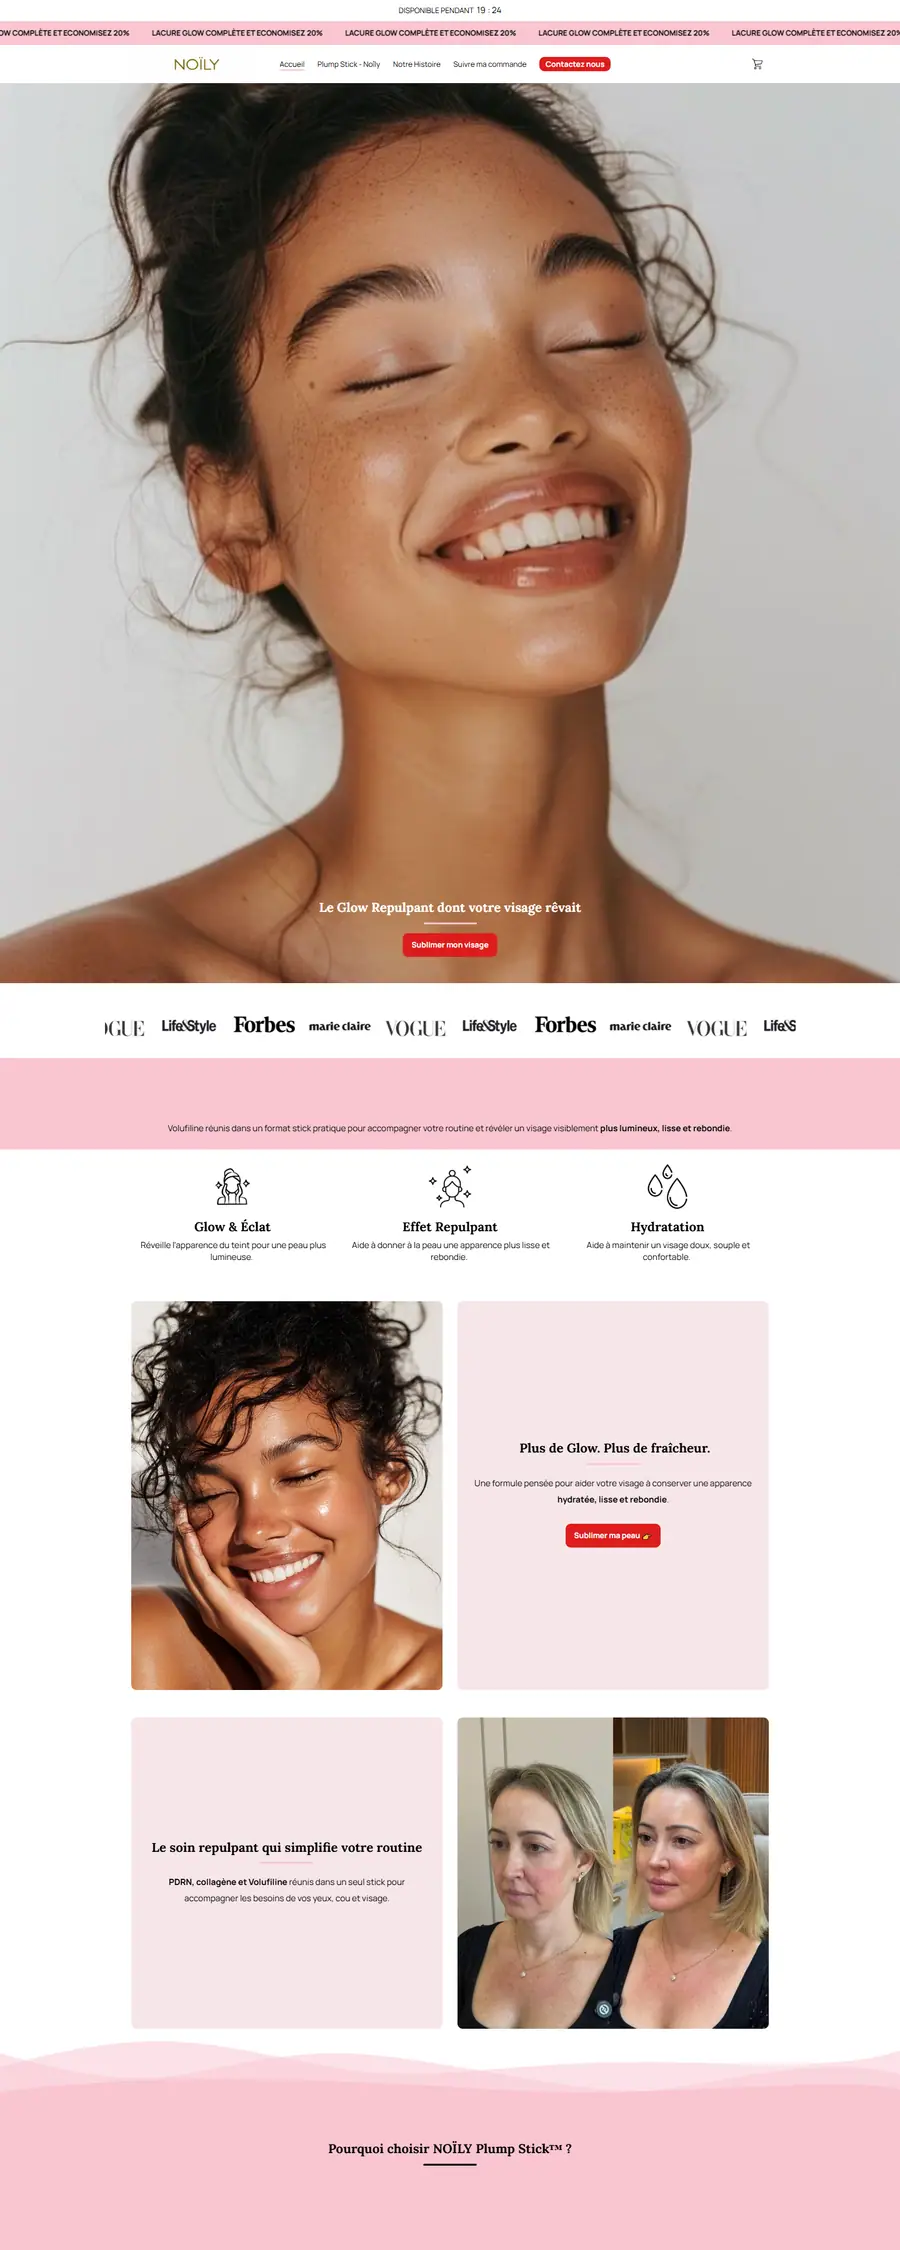 DISPONIBLE PENDANT 19 : 24
OW COMPLÈTE ET ECONOMISEZ 20% LACURE GLOW COMPLÈTE ET ECONOMISEZ 20% LACURE GLOW COMPLÈTE ET ECONOMISEZ 20% LACURE GLOW COMPLÈTE ET ECONOMISEZ 20% LACURE GLOW COMPLÈTE ET ECONOMISEZ 20%
NOÏLY Accueil Plump Stick - Noïly Notre Histoire Suivre ma commande Contactez nous
Le Glow Repulpant dont votre visage rêvait
Sublimer mon visage
OGUE Life&Style Forbes marie claire VOGUE Life&Style Forbes marie claire VOGUE Life&S
Volufiline réunis dans un format stick pratique pour accompagner votre routine et révéler un visage visiblement plus lumineux, lisse et rebondie.
Glow & Éclat Effet Repulpant Hydratation
Réveille l'apparence du teint pour une peau plus Aide à donner à la peau une apparence plus lisse et Aide à maintenir un visage doux, souple et
lumineuse. rebondie. confortable.
Plus de Glow. Plus de fraîcheur.
Une formule pensée pour aider votre visage à conserver une apparence
hydratée, lisse et rebondie.
Sublimer ma peau
Le soin repulpant qui simplifie votre routine
PDRN, collagène et Volufiline réunis dans un seul stick pour
accompagner les besoins de vos yeux, cou et visage.
Pourquoi choisir NOÏLY Plump Stick™ ?